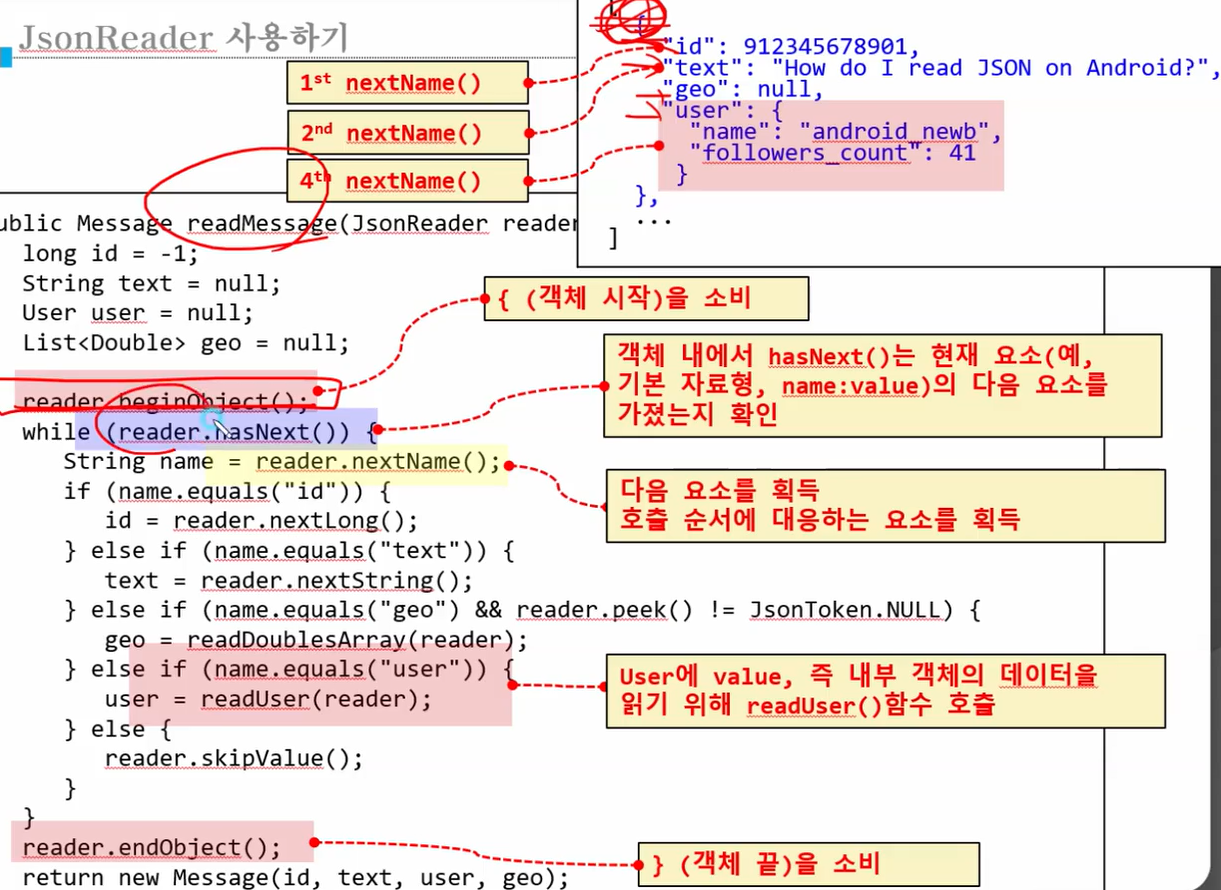 JsonReader 사용하기
1st nextName()
2nd nextName()
4th nextName()
{
"id": 912345678901,
"text": "How do I read JSON on Android?",
"geo": null,
"user": {
"name": "android_newb",
"followers_count": 41
}
},
...
]
ublic Message readMessage(JsonReader reader
long id = -1;
String text = null;
User user = null;
List<Double> geo = null;
reader.beginObject();
while (reader.hasNext()) {
String name = reader.nextName();
if (name.equals("id")) {
id = reader.nextLong();
} else if (name.equals("text")) {
text = reader.nextString();
} else if (name.equals("geo") && reader.peek() != JsonToken.NULL) {
geo = readDoublesArray(reader);
} else if (name.equals("user")) {
user = readUser(reader);
} else {
reader.skipValue();
}
}
reader.endObject();
return new Message(id, text, user, geo);
{ (객체 시작)을 소비
객체 내에서 hasNext()는 현재 요소(예,
기본 자료형, name:value)의 다음 요소를
가졌는지 확인
다음 요소를 획득
호출 순서에 대응하는 요소를 획득
User에 value, 즉 내부 객체의 데이터을
읽기 위해 readUser()함수 호출
} (객체 끝)을 소비